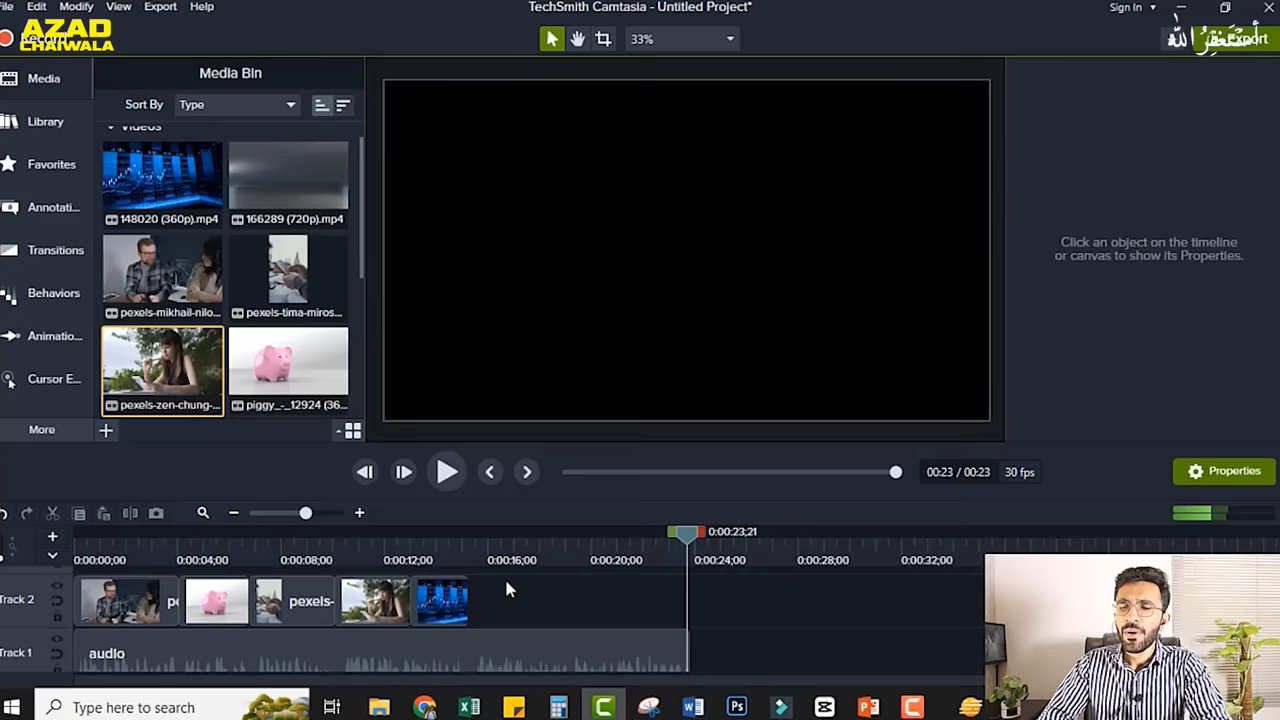 File Edit Modify View Export Help
TechSmith Camtasia - Untitled Project*
Sign In
AZAD
CHAIWALA
33%
أستغفر الله
Export
Media
Library
Favorites
Annotati...
Transitions
Behaviors
Animatio...
Cursor E...
More
Media Bin
Sort By Type
Videos
148020 (360p).mp4
166289 (720p).mp4
pexels-mikhail-nilo...
pexels-tima-miros...
pexels-zen-chung-...
piggy_-_12924 (36...
Click an object on the timeline
or canvas to show its Properties.
00:23 / 00:23 30 fps
Properties
0:00:23;21
0:00:00;00 0:00:04;00 0:00:08;00 0:00:12;00 0:00:16;00 0:00:20;00 0:00:24;00 0:00:28;00 0:00:32;00
Track 2
pexels-
Track 1
audio
Type here to search